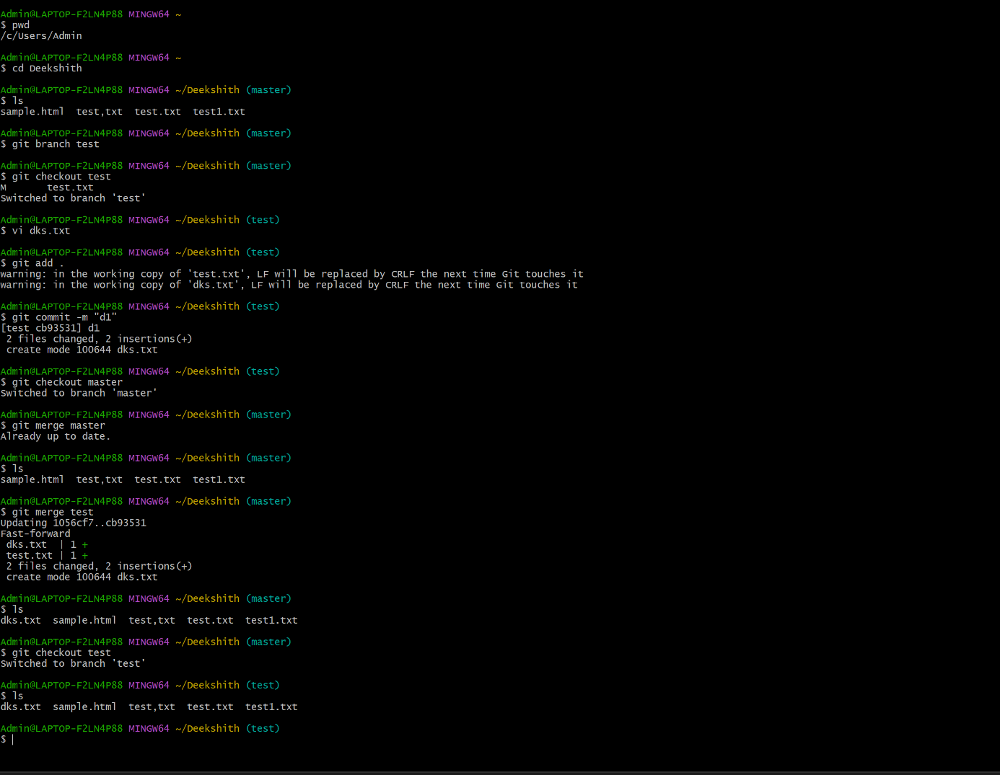 Admin@LAPTOP-F2LN4P88 MINGW64 ~
$ pwd
/c/Users/Admin
Admin@LAPTOP-F2LN4P88 MINGW64 ~
$ cd Deekshith
Admin@LAPTOP-F2LN4P88 MINGW64 ~/Deekshith (master)
$ ls
sample.html  test,txt  test.txt  test1.txt
Admin@LAPTOP-F2LN4P88 MINGW64 ~/Deekshith (master)
$ git branch test
Admin@LAPTOP-F2LN4P88 MINGW64 ~/Deekshith (master)
$ git checkout test
M       test.txt
Switched to branch 'test'
Admin@LAPTOP-F2LN4P88 MINGW64 ~/Deekshith (test)
$ vi dks.txt
Admin@LAPTOP-F2LN4P88 MINGW64 ~/Deekshith (test)
$ git add .
warning: in the working copy of 'test.txt', LF will be replaced by CRLF the next time Git touches it
warning: in the working copy of 'dks.txt', LF will be replaced by CRLF the next time Git touches it
Admin@LAPTOP-F2LN4P88 MINGW64 ~/Deekshith (test)
$ git commit -m "d1"
[test cb93531] d1
 2 files changed, 2 insertions(+)
 create mode 100644 dks.txt
Admin@LAPTOP-F2LN4P88 MINGW64 ~/Deekshith (test)
$ git checkout master
Switched to branch 'master'
Admin@LAPTOP-F2LN4P88 MINGW64 ~/Deekshith (master)
$ git merge master
Already up to date.
Admin@LAPTOP-F2LN4P88 MINGW64 ~/Deekshith (master)
$ ls
sample.html  test,txt  test.txt  test1.txt
Admin@LAPTOP-F2LN4P88 MINGW64 ~/Deekshith (master)
$ git merge test
Updating 1056cf7..cb93531
Fast-forward
 dks.txt  | 1 +
 test.txt | 1 +
 2 files changed, 2 insertions(+)
 create mode 100644 dks.txt
Admin@LAPTOP-F2LN4P88 MINGW64 ~/Deekshith (master)
$ ls
dks.txt  sample.html  test,txt  test.txt  test1.txt
Admin@LAPTOP-F2LN4P88 MINGW64 ~/Deekshith (master)
$ git checkout test
Switched to branch 'test'
Admin@LAPTOP-F2LN4P88 MINGW64 ~/Deekshith (test)
$ ls
dks.txt  sample.html  test,txt  test.txt  test1.txt
Admin@LAPTOP-F2LN4P88 MINGW64 ~/Deekshith (test)
$